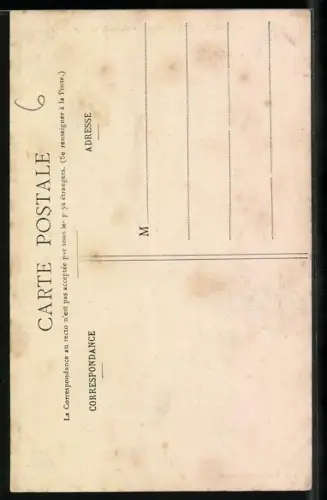 CARTE POSTALE
La Correspondance au recto n'est pas acceptée par tous les pays étrangers. (Se renseigner à la Poste.)
CORRESPONDANCE
ADRESSE
M
6